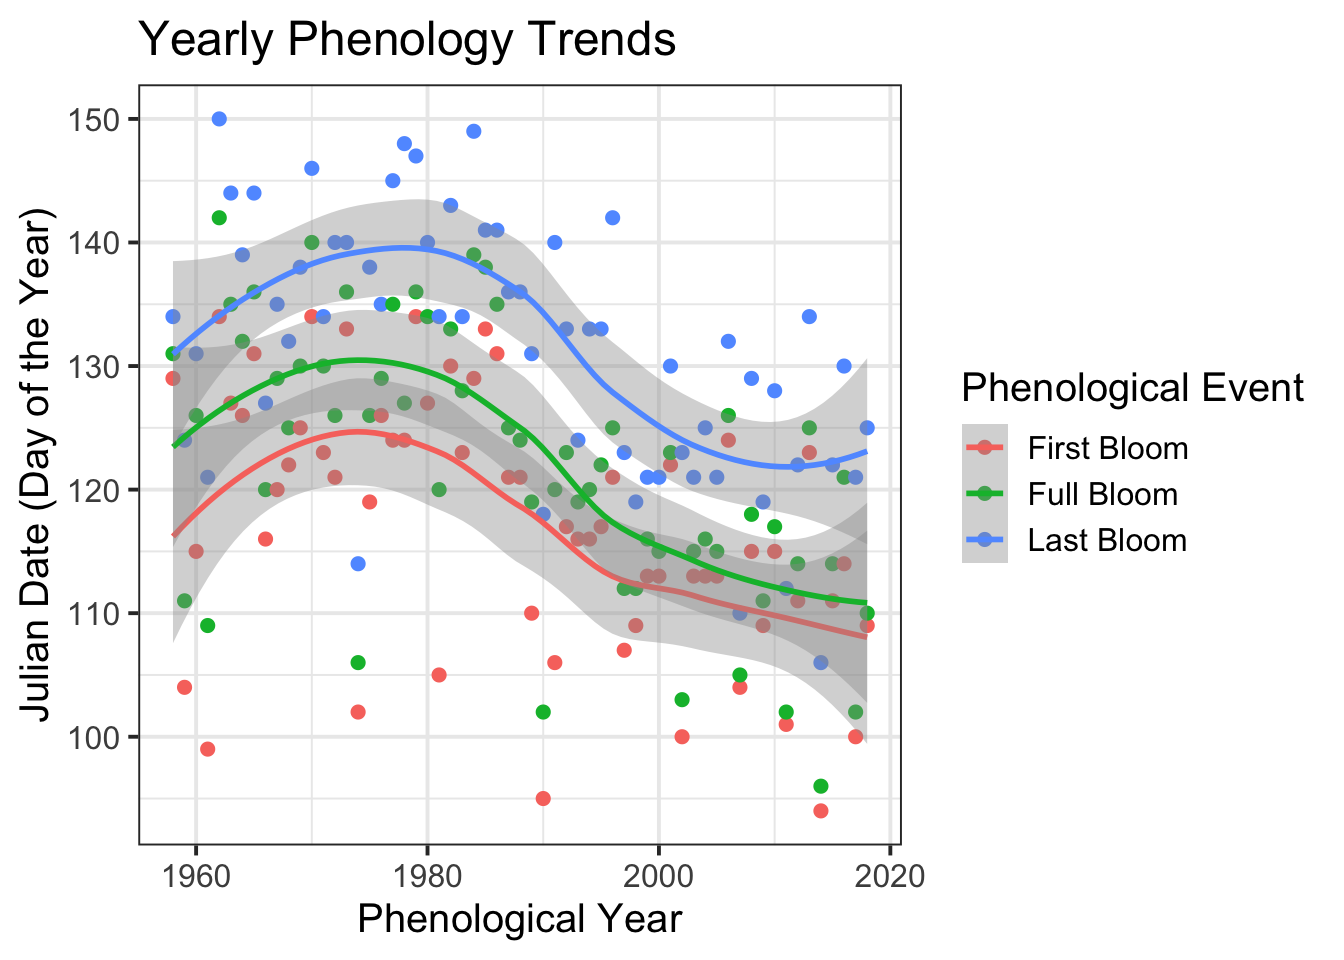 Yearly Phenology Trends
150
140
130
120
110
100
Julian Date (Day of the Year)
1960
1980
2000
2020
Phenological Year
Phenological Event
First Bloom
Full Bloom
Last Bloom